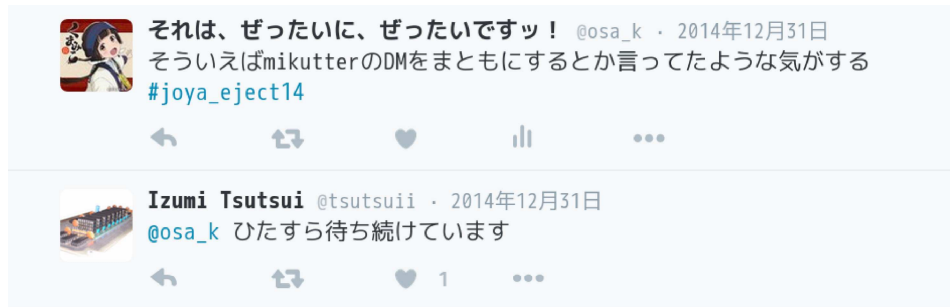 それは、ぜったいに、ぜったいですッ！ @osa_k · 2014年12月31日
そういえばmikutterのDMをまともにするとか言ってたような気がする
#joya_eject14
Izumi Tsutsui @tsutsuii · 2014年12月31日
@osa_k ひたすら待ち続けています
1